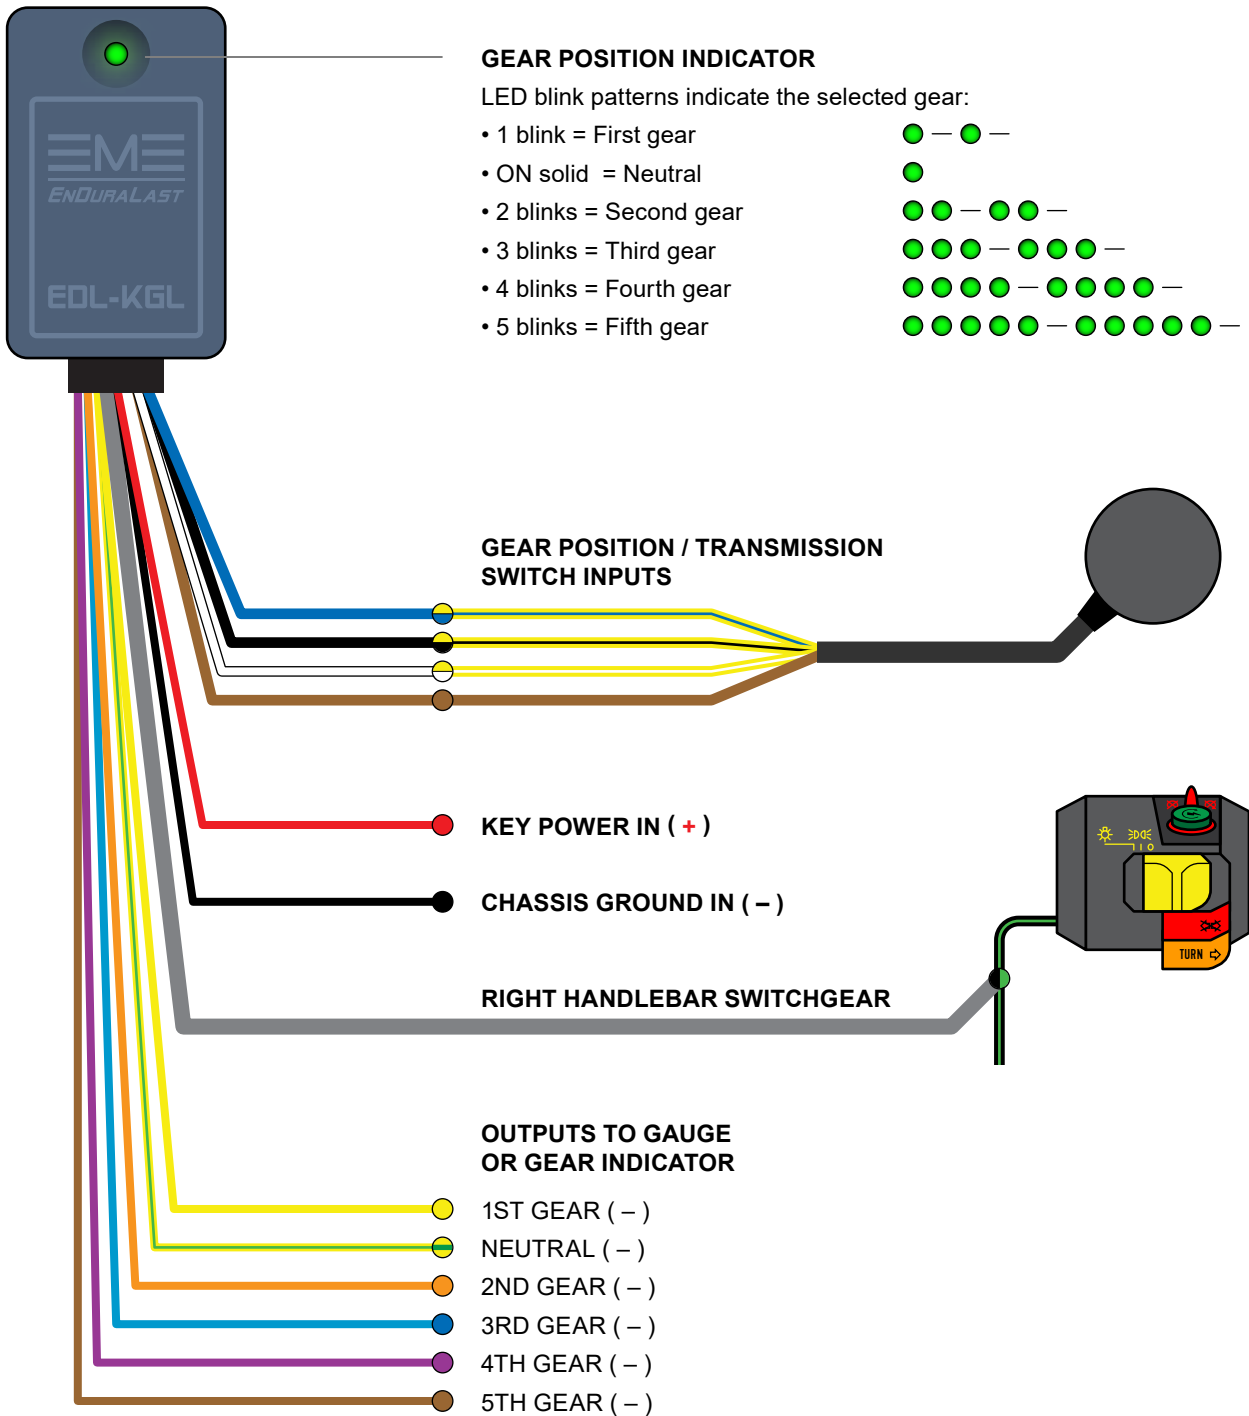 EME
ENDURALAST
EDL-KGL
GEAR POSITION INDICATOR
LED blink patterns indicate the selected gear:
• 1 blink = First gear
• ON solid = Neutral
• 2 blinks = Second gear
• 3 blinks = Third gear
• 4 blinks = Fourth gear
• 5 blinks = Fifth gear
GEAR POSITION / TRANSMISSION
SWITCH INPUTS
KEY POWER IN ( + )
CHASSIS GROUND IN ( – )
RIGHT HANDLEBAR SWITCHGEAR
TURN
OUTPUTS TO GAUGE
OR GEAR INDICATOR
1ST GEAR ( – )
NEUTRAL ( – )
2ND GEAR ( – )
3RD GEAR ( – )
4TH GEAR ( – )
5TH GEAR ( – )